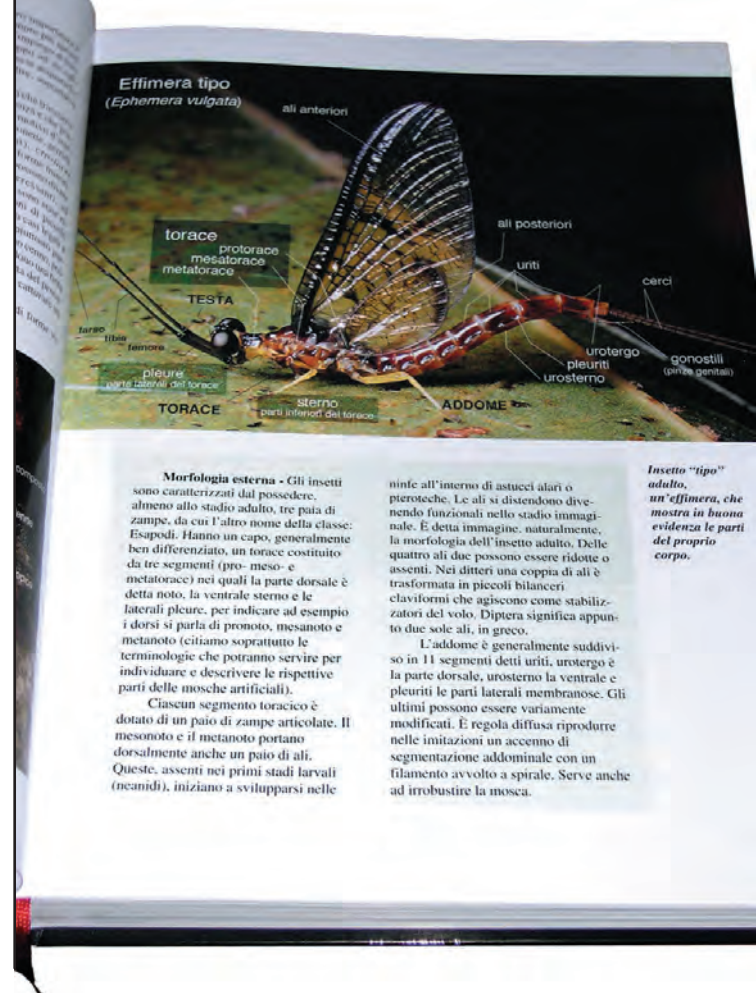 Effimera tipo
(Ephemera vulgata)
ali anteriori
ali posteriori
torace
protorace
mesatorace
metatorace
uriti
cerci
TESTA
tarso
tibia
femore
urotergo
pleuriti
urosterno
gonostili
(pinze genitali)
pleure
parte laterali del torace
sterno
parti inferiori del torace
TORACE
ADDOME
Morfologia esterna - Gli insetti
sono caratterizzati dal possedere,
almeno allo stadio adulto, tre paia di
zampe, da cui l'altro nome della classe:
Esapodi. Hanno un capo, generalmente
ben differenziato, un torace costituito
da tre segmenti (pro- meso- e
metatorace) nei quali la parte dorsale è
detta noto, la ventrale sterno e le
laterali pleure, per indicare ad esempio
i dorsi si parla di pronoto, mesanoto e
metanoto (citiamo soprattutto le
terminologie che potranno servire per
individuare e descrivere le rispettive
parti delle mosche artificiali).
Ciascun segmento toracico è
dotato di un paio di zampe articolate. Il
mesonoto e il metanoto portano
dorsalmente anche un paio di ali.
Queste, assenti nei primi stadi larvali
(neanidi), iniziano a svilupparsi nelle
ninfe all'interno di astucci alari o
pteroteche. Le ali si distendono dive-
nendo funzionali nello stadio immagi-
nale. È detta immagine, naturalmente,
la morfologia dell'insetto adulto. Delle
quattro ali due possono essere ridotte o
assenti. Nei ditteri una coppia di ali è
trasformata in piccoli bilanceri
claviformi che agiscono come stabiliz-
zatori del volo. Diptera significa appun-
to due sole ali, in greco.
L'addome è generalmente suddivi-
so in 11 segmenti detti uriti, urotergo è
la parte dorsale, urosterno la ventrale e
pleuriti le parti laterali membranose. Gli
ultimi possono essere variamente
modificati. È regola diffusa riprodurre
nelle imitazioni un accenno di
segmentazione addominale con un
filamento avvolto a spirale. Serve anche
ad irrobustire la mosca.
Insetto "tipo"
adulto,
un'effimera, che
mostra in buona
evidenza le parti
del proprio
corpo.